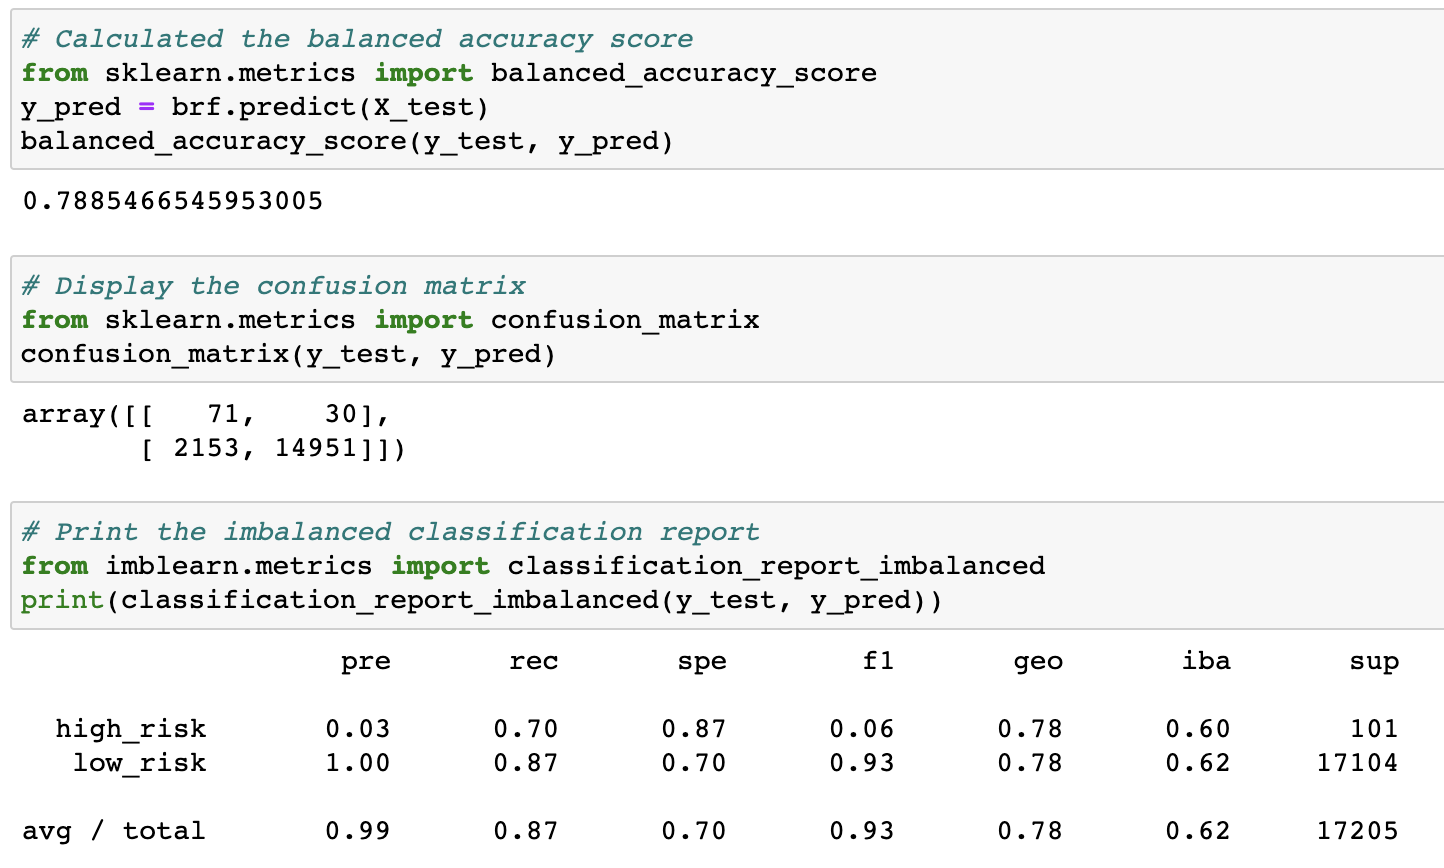 # Calculated the balanced accuracy score
from sklearn.metrics import balanced_accuracy_score
y_pred = brf.predict(X_test)
balanced_accuracy_score(y_test, y_pred)
0.7885466545953005
# Display the confusion matrix
from sklearn.metrics import confusion_matrix
confusion_matrix(y_test, y_pred)
array([[   71,    30],
       [ 2153, 14951]])
# Print the imbalanced classification report
from imblearn.metrics import classification_report_imbalanced
print(classification_report_imbalanced(y_test, y_pred))
                   pre       rec       spe        f1       geo       iba       sup
  high_risk       0.03      0.70      0.87      0.06      0.78      0.60       101
   low_risk       1.00      0.87      0.70      0.93      0.78      0.62     17104
avg / total       0.99      0.87      0.70      0.93      0.78      0.62     17205